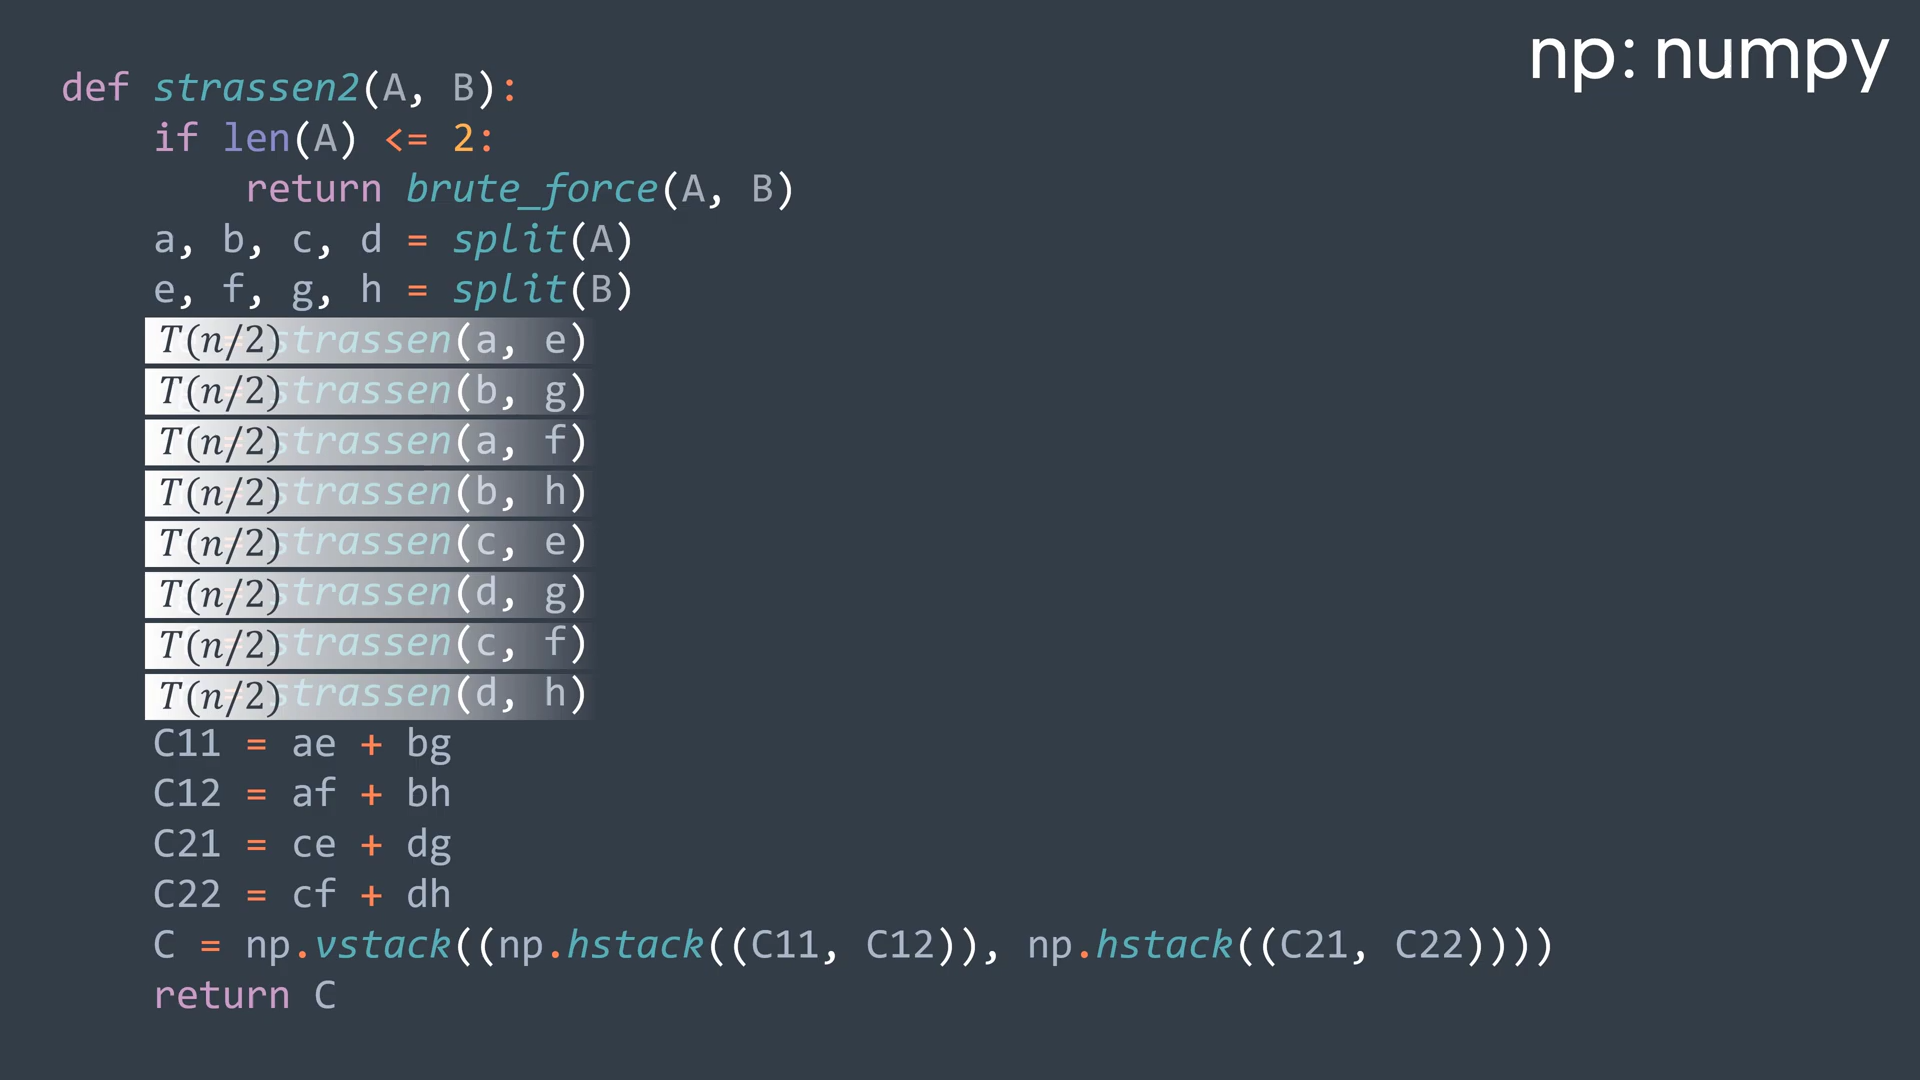 np: numpy
def strassen2(A, B):
    if len(A) <= 2:
        return brute_force(A, B)
    a, b, c, d = split(A)
    e, f, g, h = split(B)
    T(n/2) strassen(a, e)
    T(n/2) strassen(b, g)
    T(n/2) strassen(a, f)
    T(n/2) strassen(b, h)
    T(n/2) strassen(c, e)
    T(n/2) strassen(d, g)
    T(n/2) strassen(c, f)
    T(n/2) strassen(d, h)
    C11 = ae + bg
    C12 = af + bh
    C21 = ce + dg
    C22 = cf + dh
    C = np.vstack((np.hstack((C11, C12)), np.hstack((C21, C22))))
    return C